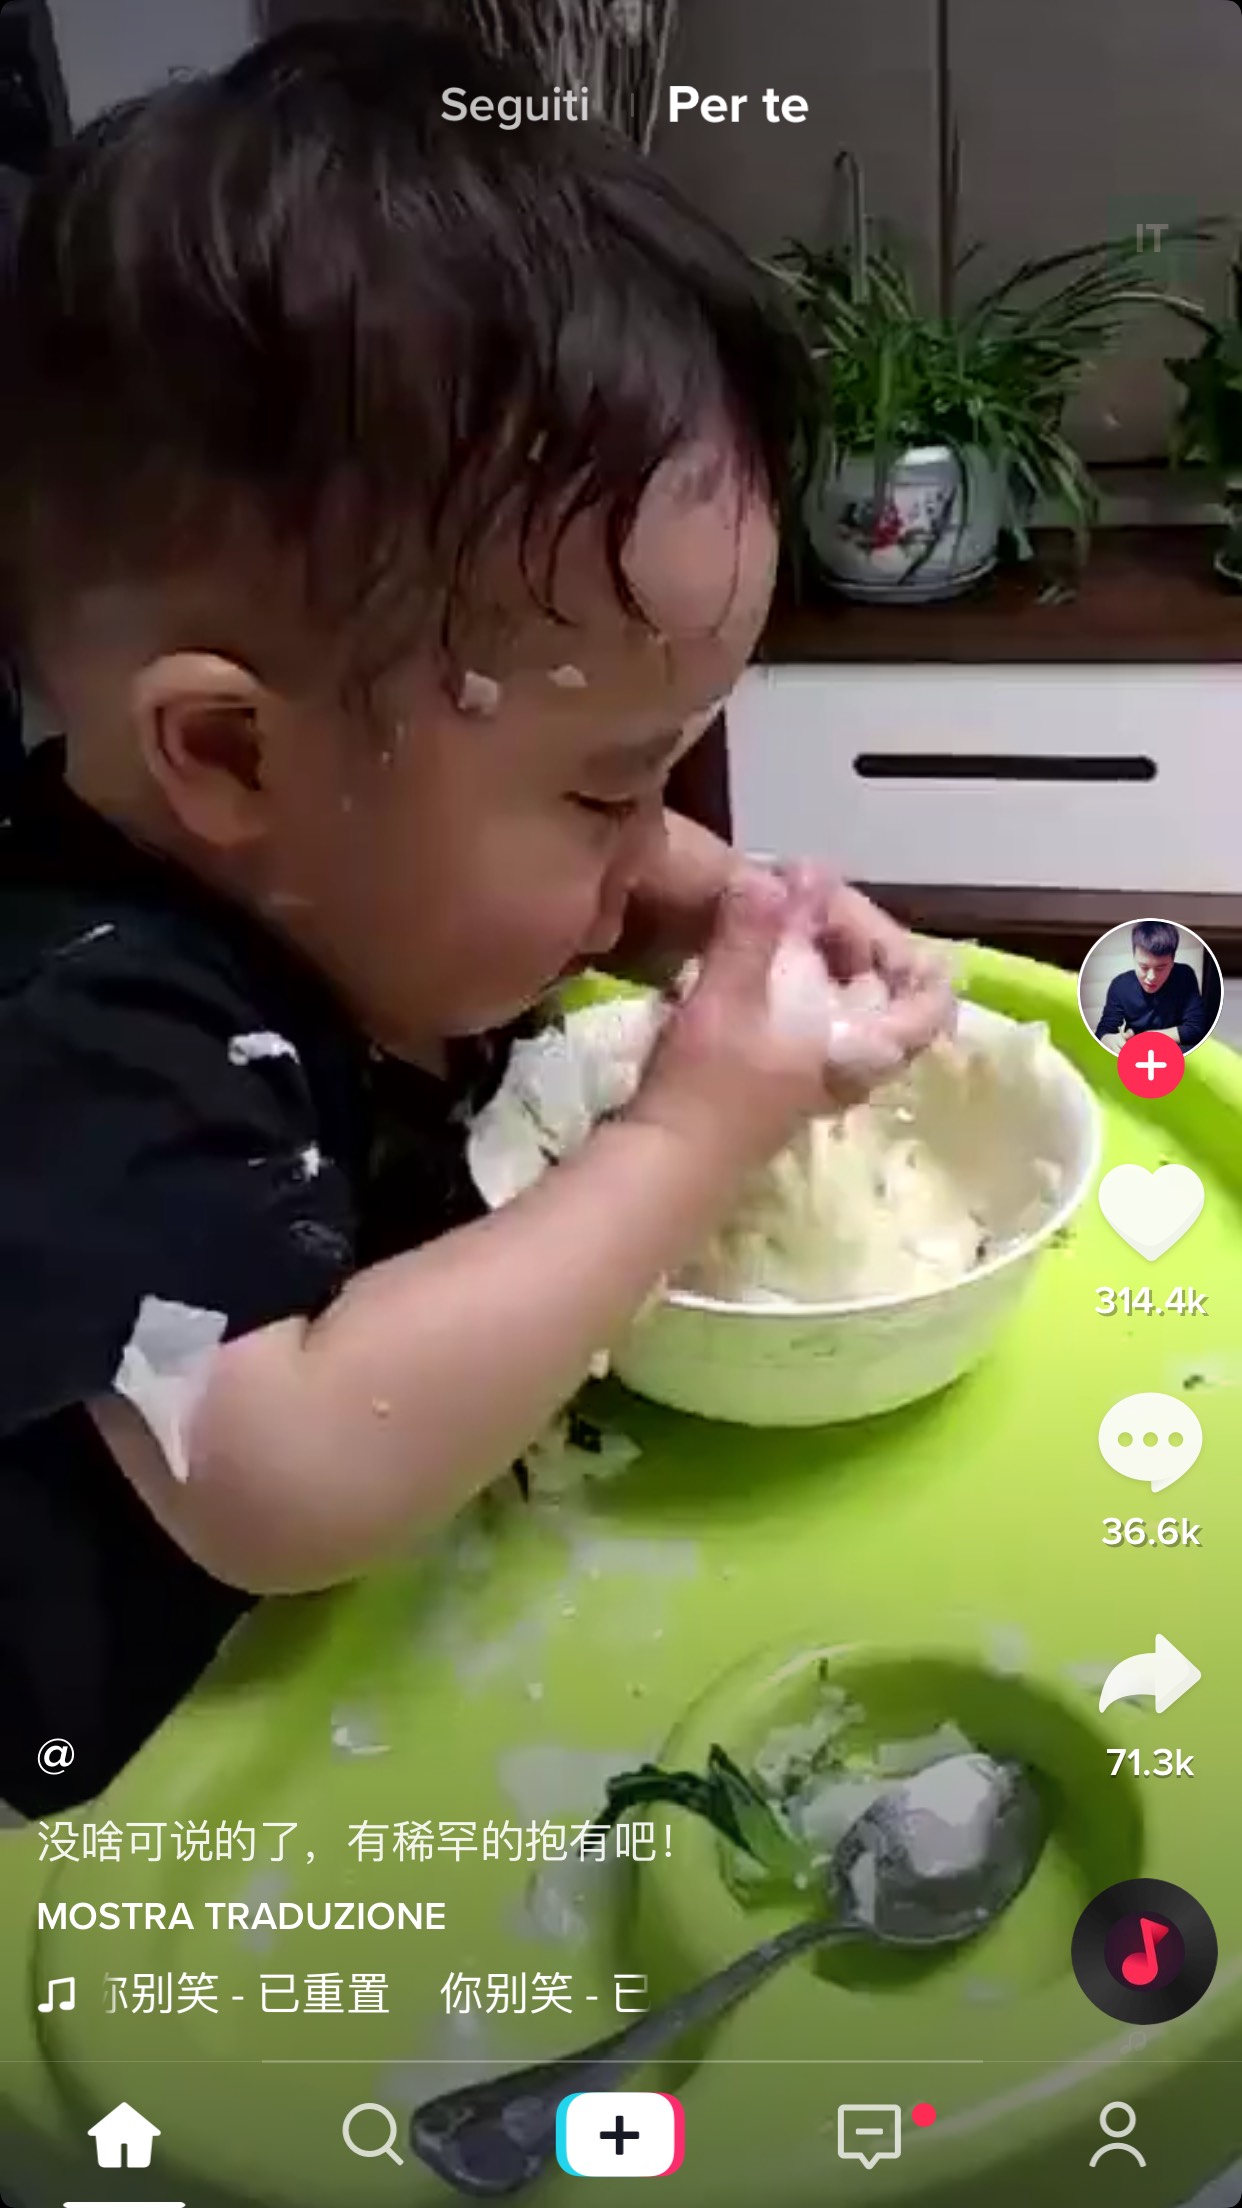 Seguiti | Per te
IT
314.4k
36.6k
71.3k
@
没啥可说的了，有稀罕的抱有吧！
MOSTRA TRADUZIONE
你别笑 - 已重置 你别笑 - 已